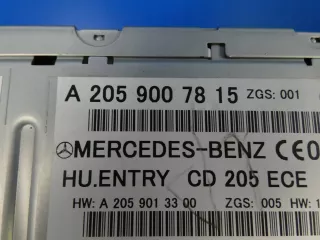 A 205 900 78 15 ZGS: 001
MERCEDES-BENZ CE
HU.ENTRY CD 205 ECE
HW: A 205 901 33 00 ZGS: 005 HW: 1